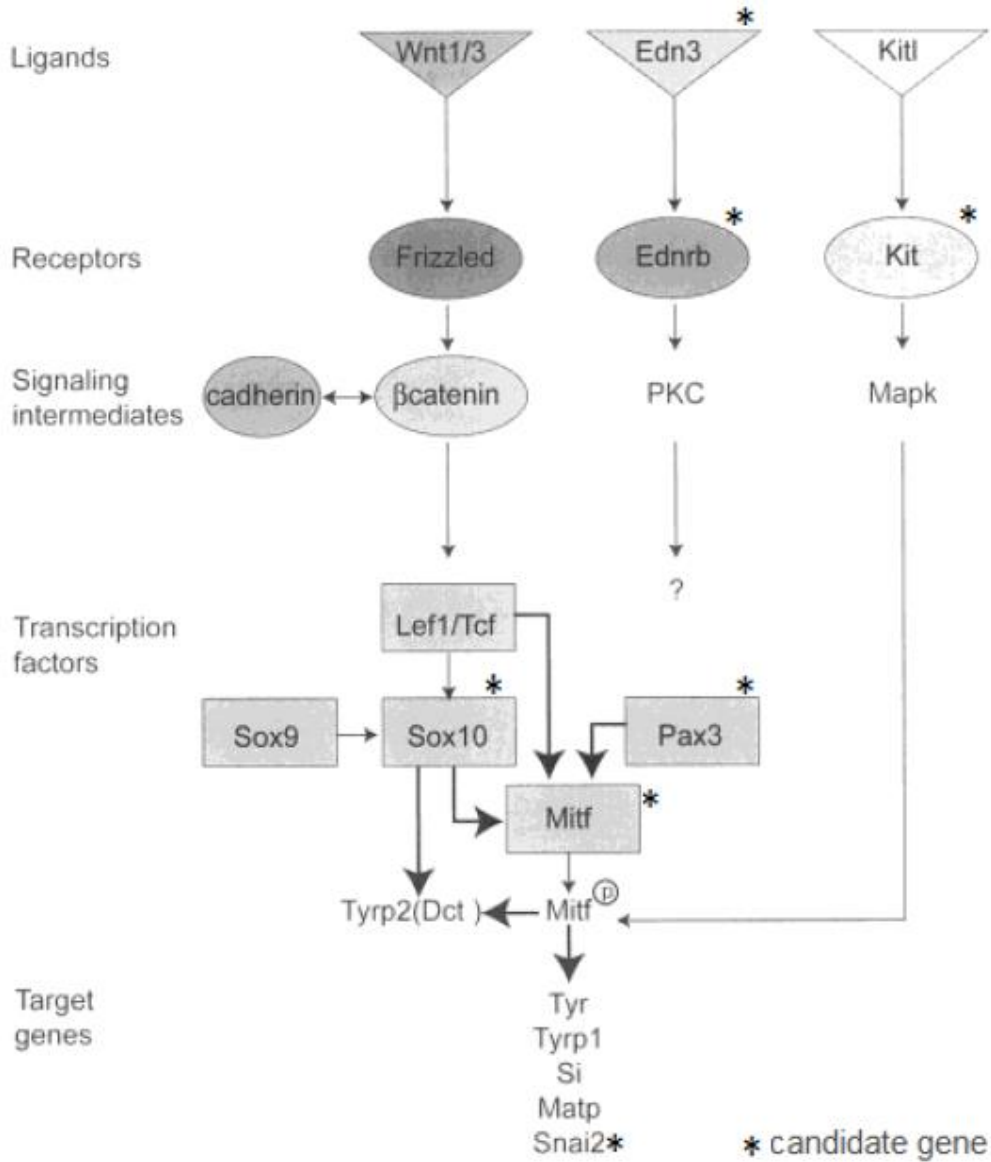 Ligands
Wnt1/3
Edn3 *
Kitl
Receptors
Frizzled
Ednrb *
Kit *
Signaling
intermediates
cadherin
βcatenin
PKC
Mapk
?
Transcription
factors
Lef1/Tcf
Sox9
Sox10 *
Pax3 *
Mitf *
Tyrp2(Dct )
Mitf p
Target
genes
Tyr
Tyrp1
Si
Matp
Snai2*
* candidate gene